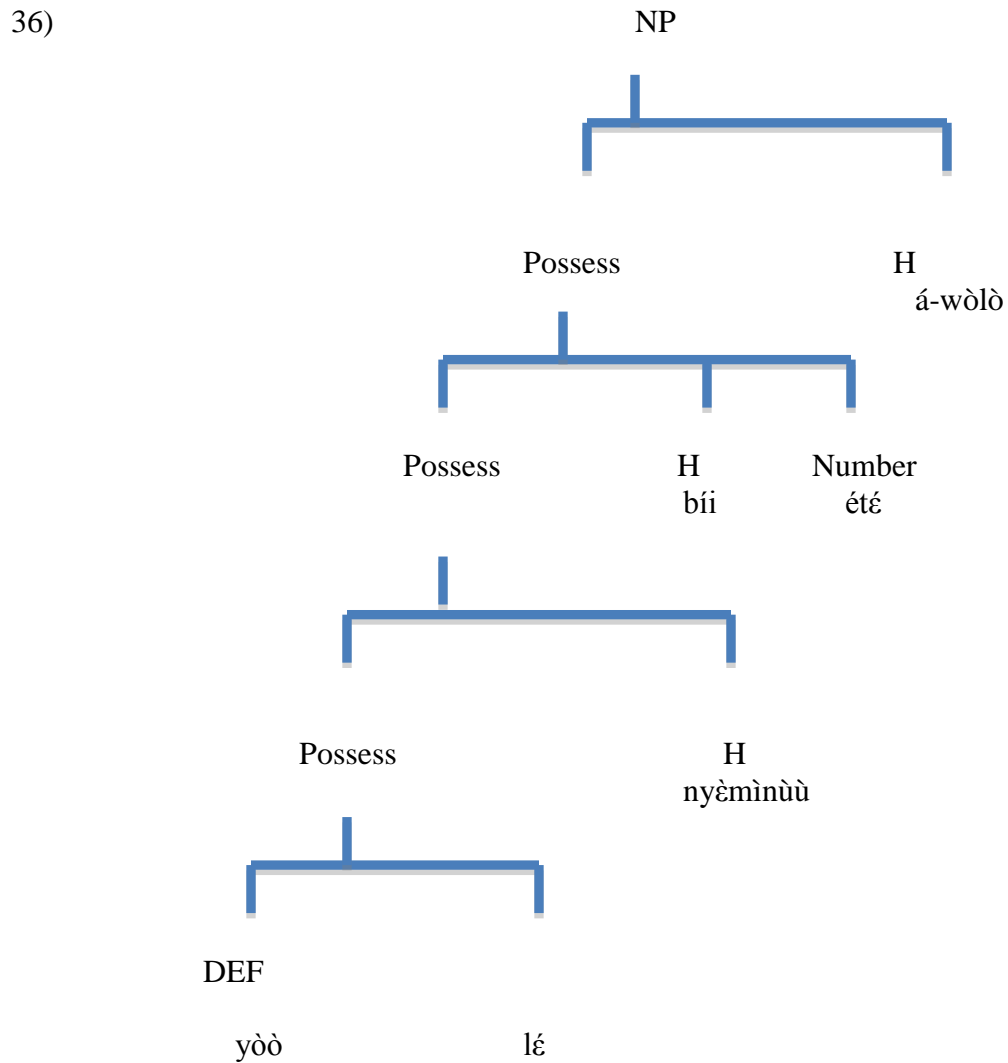 36) NP
Possess H
á-wòlò
Possess H Number
bíi étɛ́
Possess H
nyɛ̀mìnùù
DEF
yòò lɛ́